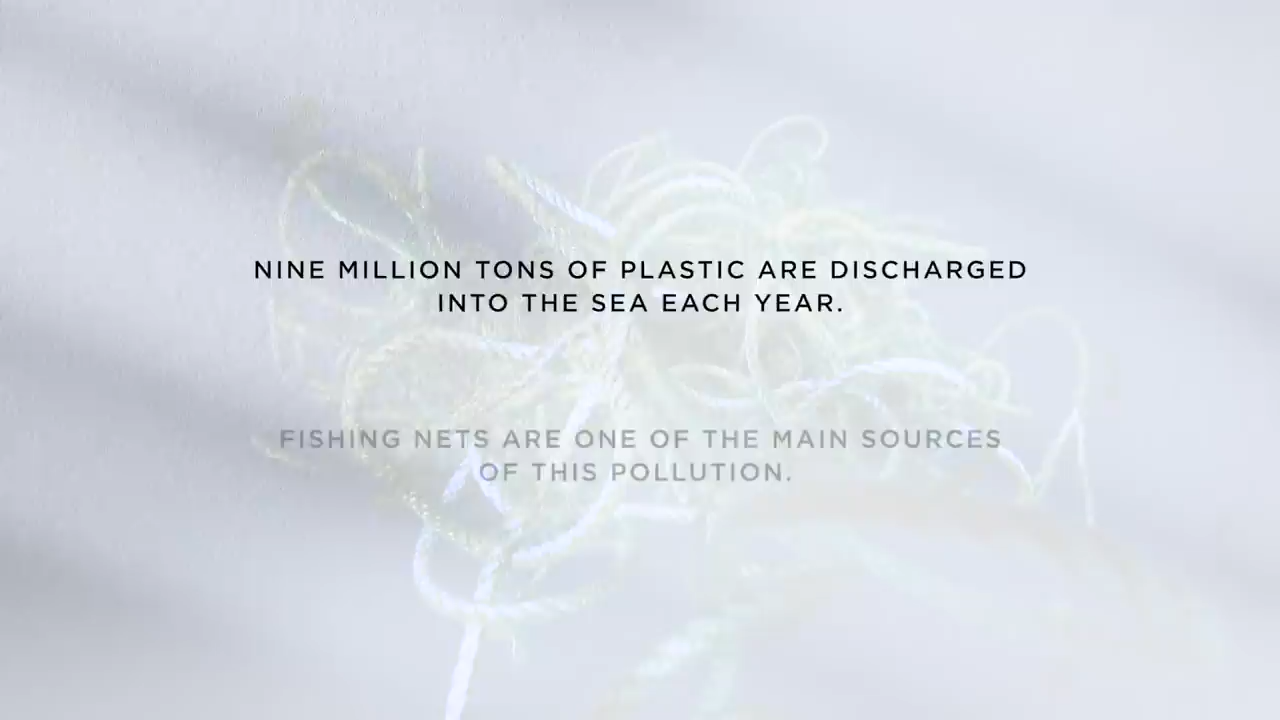 NINE MILLION TONS OF PLASTIC ARE DISCHARGED
INTO THE SEA EACH YEAR.
FISHING NETS ARE ONE OF THE MAIN SOURCES
OF THIS POLLUTION.